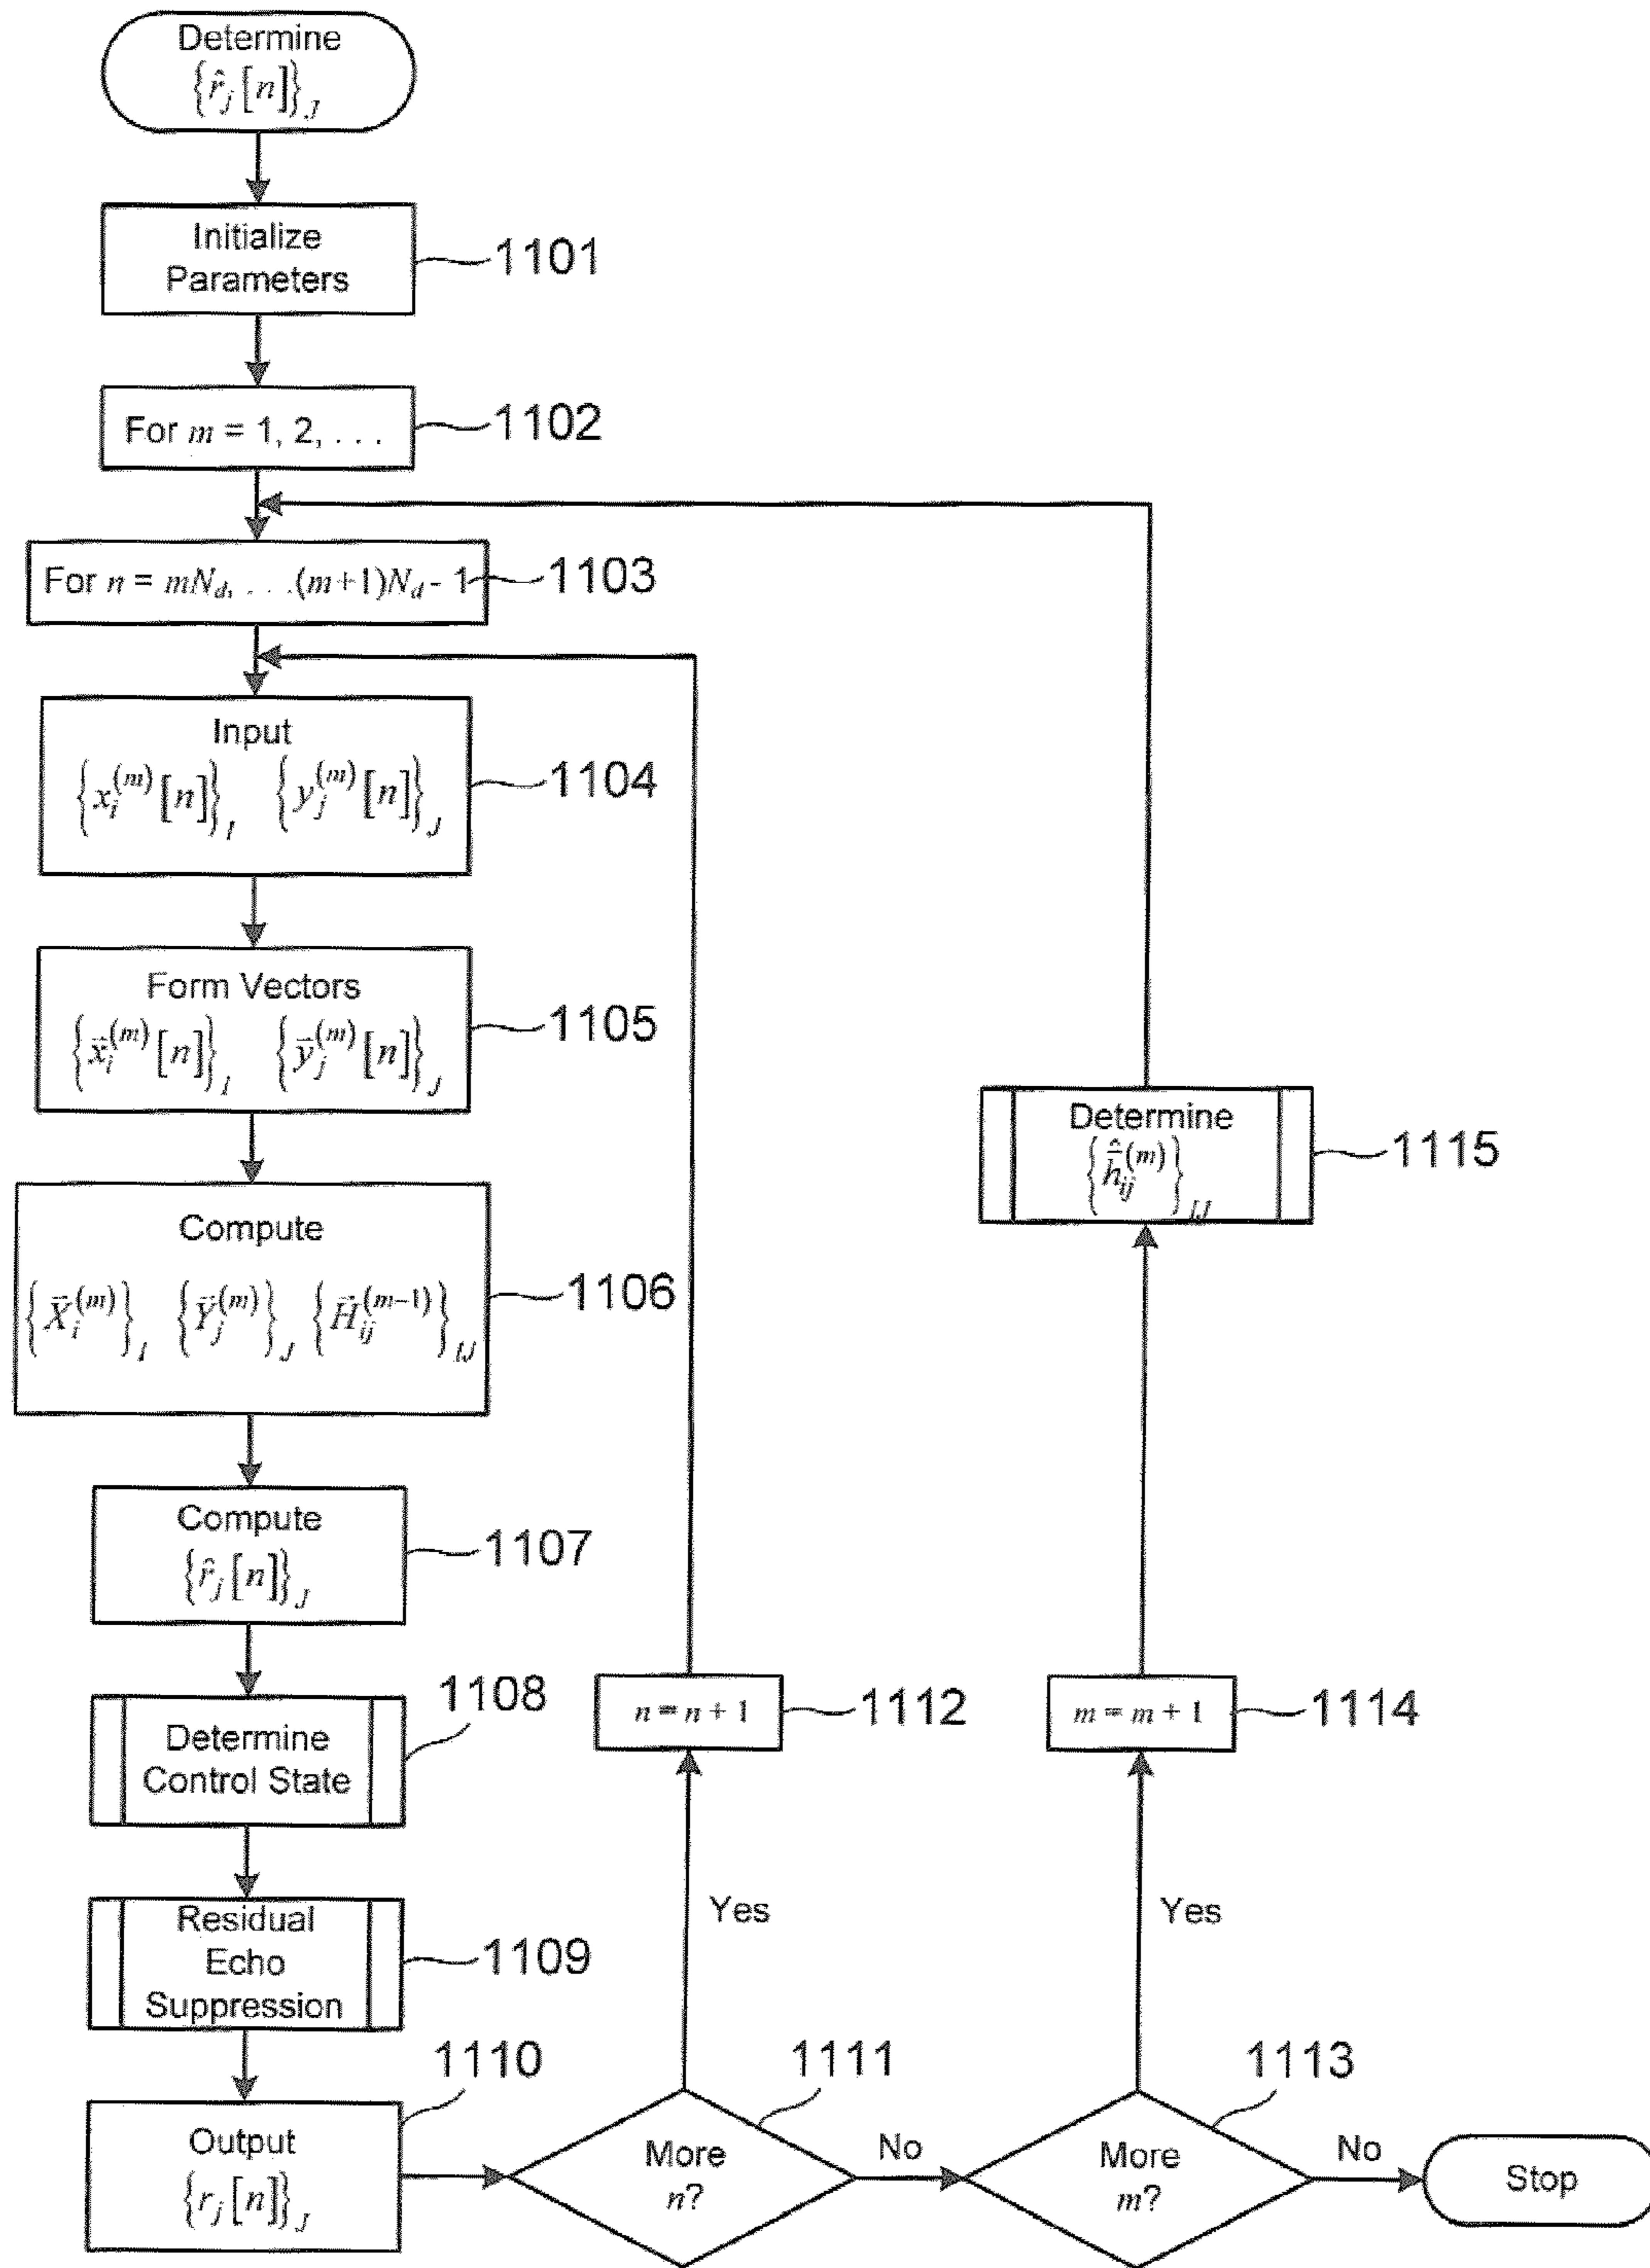 Determine
{r̂_j[n]}_J
Initialize
Parameters
1101
For m = 1, 2, . . .
1102
For n = mN_d, . . .(m+1)N_d - 1
1103
Input
{x_i^(m)[n]}_I {y_j^(m)[n]}_J
1104
Form Vectors
{x⃗_i^(m)[n]}_I {y⃗_j^(m)[n]}_J
1105
Compute
{X⃗_i^(m)}_I {Y⃗_j^(m)}_J {H⃗_ij^(m-1)}_IJ
1106
Compute
{r̂_j[n]}_J
1107
Determine
Control State
1108
Residual
Echo
Suppression
1109
Output
{r_j[n]}_J
1110
More
n?
1111
Yes
No
n = n + 1
1112
More
m?
1113
Yes
No
m = m + 1
1114
Determine
{ĥ⃗_ij^(m)}_IJ
1115
Stop